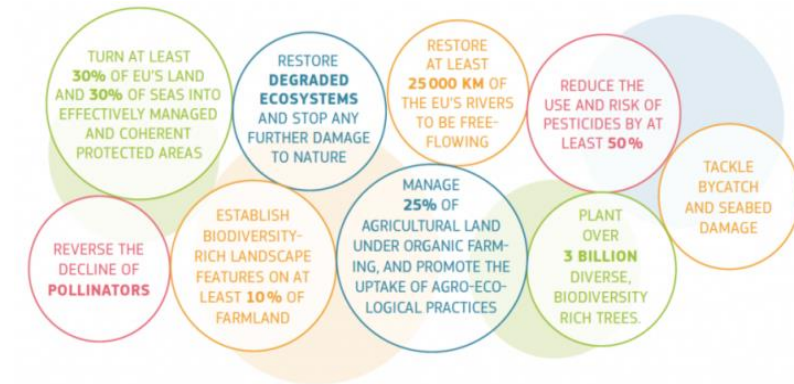 TURN AT LEAST
30% OF EU'S LAND
AND 30% OF SEAS INTO
EFFECTIVELY MANAGED
AND COHERENT
PROTECTED AREAS
RESTORE
DEGRADED
ECOSYSTEMS
AND STOP ANY
FURTHER DAMAGE
TO NATURE
RESTORE
AT LEAST
25 000 KM OF
THE EU'S RIVERS
TO BE FREE-
FLOWING
REDUCE THE
USE AND RISK OF
PESTICIDES BY AT
LEAST 50%
TACKLE
BYCATCH
AND SEABED
DAMAGE
REVERSE THE
DECLINE OF
POLLINATORS
ESTABLISH
BIODIVERSITY-
RICH LANDSCAPE
FEATURES ON AT
LEAST 10% OF
FARMLAND
MANAGE
25% OF
AGRICULTURAL LAND
UNDER ORGANIC FARM-
ING, AND PROMOTE THE
UPTAKE OF AGRO-ECO-
LOGICAL PRACTICES
PLANT
OVER
3 BILLION
DIVERSE,
BIODIVERSITY
RICH TREES.